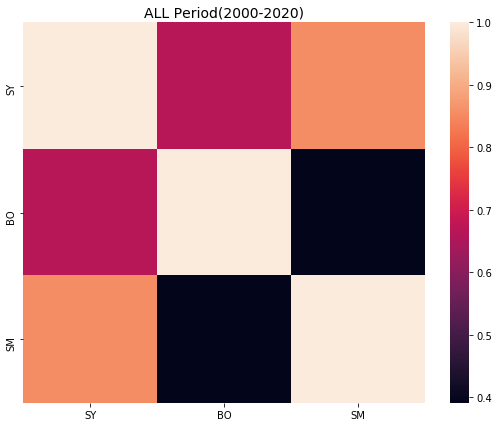 ALL Period(2000-2020)
SY
BO
SM
SY
BO
SM
1.0
0.9
0.8
0.7
0.6
0.5
0.4